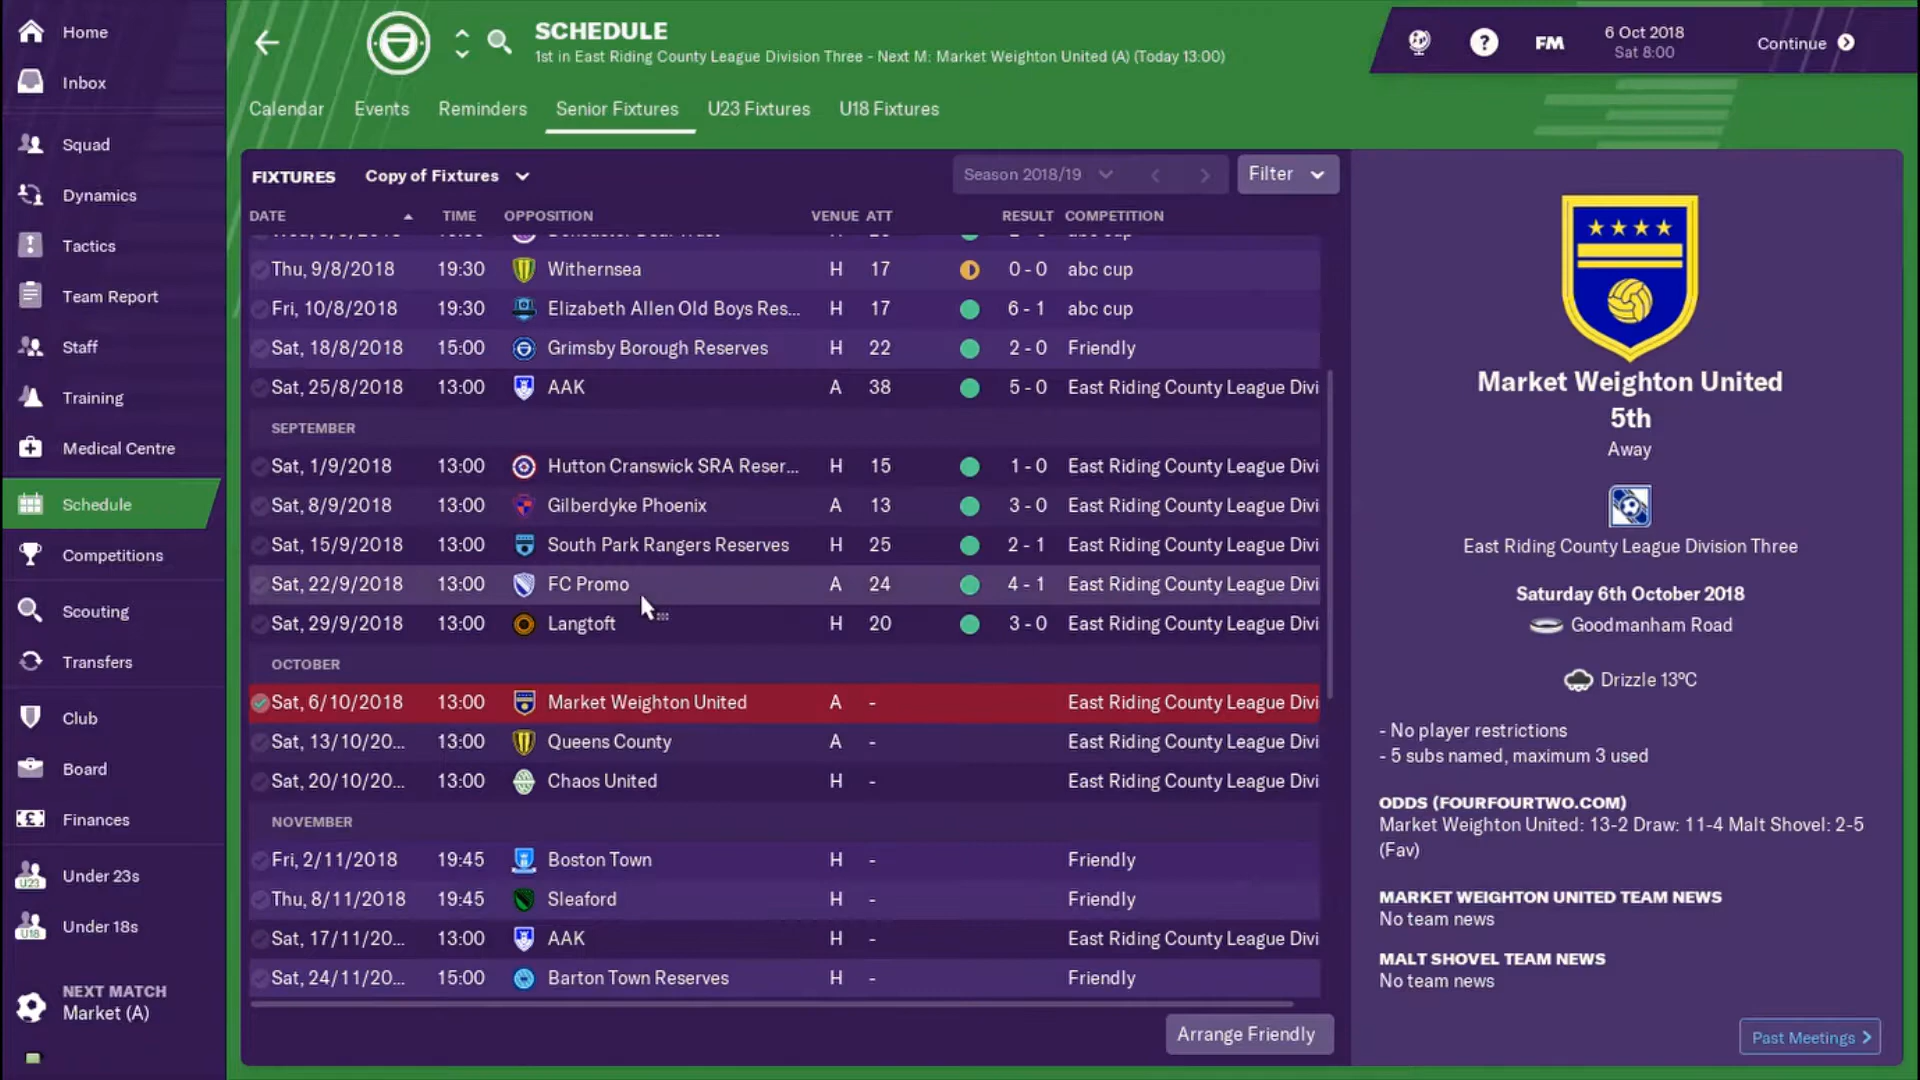 Home
Inbox
Squad
Dynamics
Tactics
Team Report
Staff
Training
Medical Centre
Schedule
Competitions
Scouting
Transfers
Club
Board
Finances
U23
Under 23s
U18
Under 18s
NEXT MATCH
Market (A)
SCHEDULE
1st in East Riding County League Division Three - Next M: Market Weighton United (A) (Today 13:00)
?
FM
6 Oct 2018
Sat 8:00
Continue
Calendar Events Reminders Senior Fixtures U23 Fixtures U18 Fixtures
FIXTURES Copy of Fixtures Season 2018/19 Filter
DATE TIME OPPOSITION VENUE ATT RESULT COMPETITION
Thu, 9/8/2018 19:30 Withernsea H 17 0 - 0 abc cup
Fri, 10/8/2018 19:30 Elizabeth Allen Old Boys Res... H 17 6 - 1 abc cup
Sat, 18/8/2018 15:00 Grimsby Borough Reserves H 22 2 - 0 Friendly
Sat, 25/8/2018 13:00 AAK A 38 5 - 0 East Riding County League Divi
SEPTEMBER
Sat, 1/9/2018 13:00 Hutton Cranswick SRA Reser... H 15 1 - 0 East Riding County League Divi
Sat, 8/9/2018 13:00 Gilberdyke Phoenix A 13 3 - 0 East Riding County League Divi
Sat, 15/9/2018 13:00 South Park Rangers Reserves H 25 2 - 1 East Riding County League Divi
Sat, 22/9/2018 13:00 FC Promo A 24 4 - 1 East Riding County League Divi
Sat, 29/9/2018 13:00 Langtoft H 20 3 - 0 East Riding County League Divi
OCTOBER
Sat, 6/10/2018 13:00 Market Weighton United A - East Riding County League Divi
Sat, 13/10/20... 13:00 Queens County A - East Riding County League Divi
Sat, 20/10/20... 13:00 Chaos United H - East Riding County League Divi
NOVEMBER
Fri, 2/11/2018 19:45 Boston Town H - Friendly
Thu, 8/11/2018 19:45 Sleaford H - Friendly
Sat, 17/11/20... 13:00 AAK H - East Riding County League Divi
Sat, 24/11/20... 15:00 Barton Town Reserves H - Friendly
Arrange Friendly
Market Weighton United
5th
Away
East Riding County League Division Three
Saturday 6th October 2018
Goodmanham Road
Drizzle 13ºC
- No player restrictions
- 5 subs named, maximum 3 used
ODDS (FOURFOURTWO.COM)
Market Weighton United: 13-2 Draw: 11-4 Malt Shovel: 2-5
(Fav)
MARKET WEIGHTON UNITED TEAM NEWS
No team news
MALT SHOVEL TEAM NEWS
No team news
Past Meetings